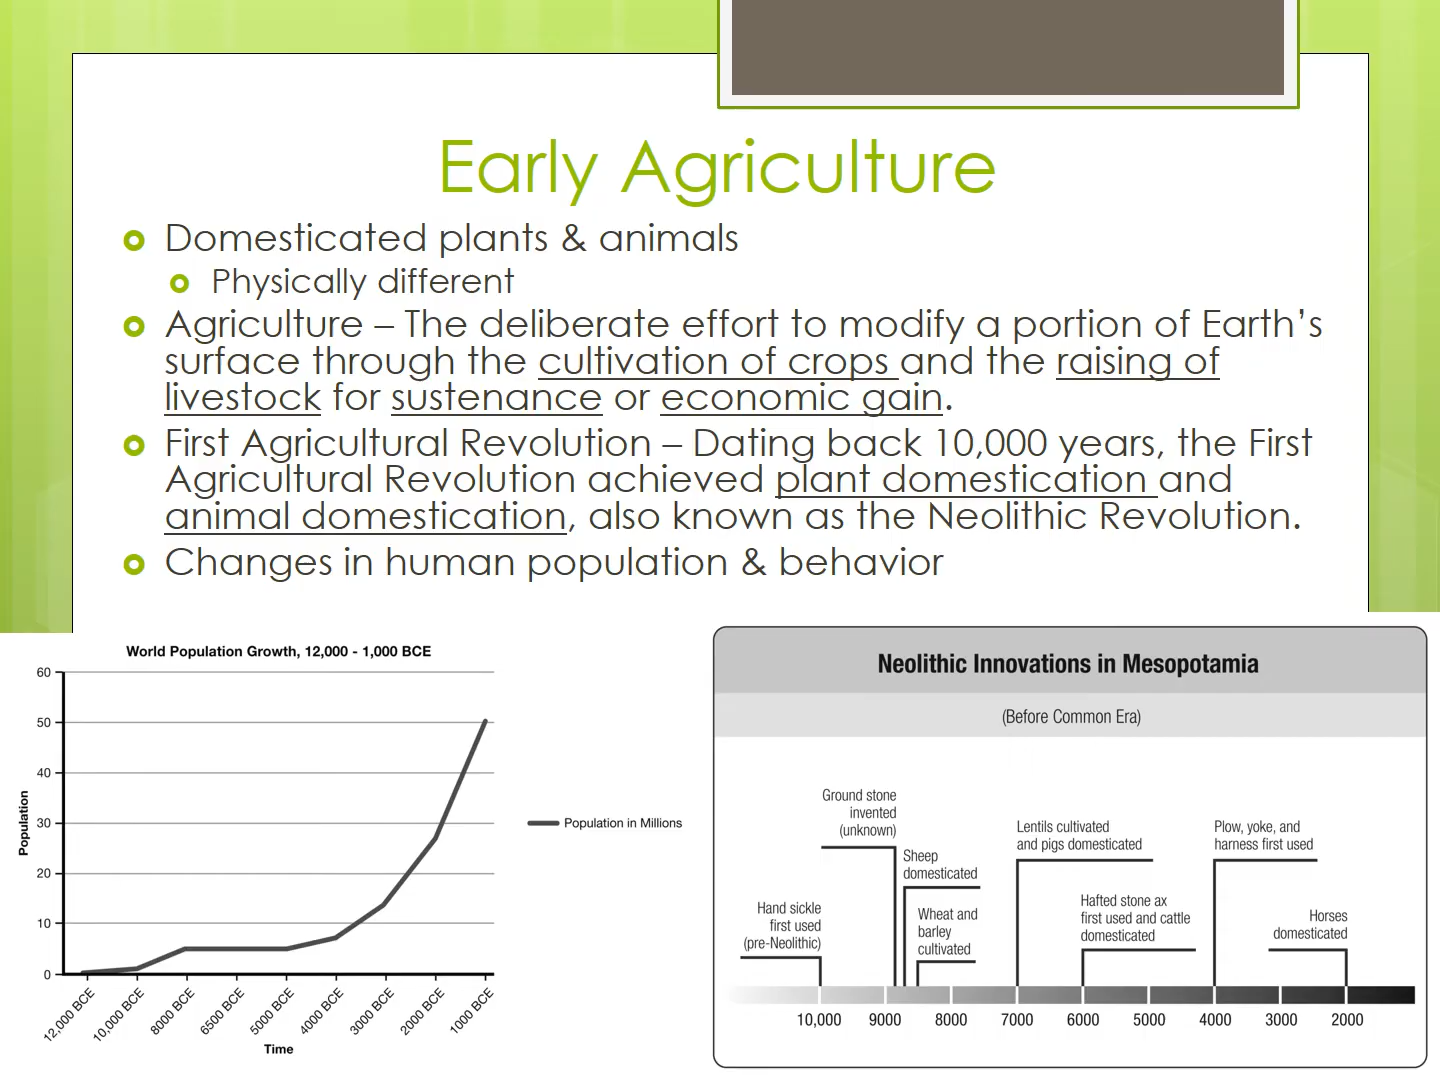 Early Agriculture
Domesticated plants & animals
Physically different
Agriculture – The deliberate effort to modify a portion of Earth's
surface through the cultivation of crops and the raising of
livestock for sustenance or economic gain.
First Agricultural Revolution – Dating back 10,000 years, the First
Agricultural Revolution achieved plant domestication and
animal domestication, also known as the Neolithic Revolution.
Changes in human population & behavior
World Population Growth, 12,000 - 1,000 BCE
60
50
40
30
20
10
0
Population
Population in Millions
12,000 BCE
10,000 BCE
8000 BCE
6500 BCE
5000 BCE
4000 BCE
3000 BCE
2000 BCE
1000 BCE
Time
Neolithic Innovations in Mesopotamia
(Before Common Era)
Hand sickle
first used
(pre-Neolithic)
Ground stone
invented
(unknown)
Sheep
domesticated
Wheat and
barley
cultivated
Lentils cultivated
and pigs domesticated
Hafted stone ax
first used and cattle
domesticated
Plow, yoke, and
harness first used
Horses
domesticated
10,000 9000 8000 7000 6000 5000 4000 3000 2000